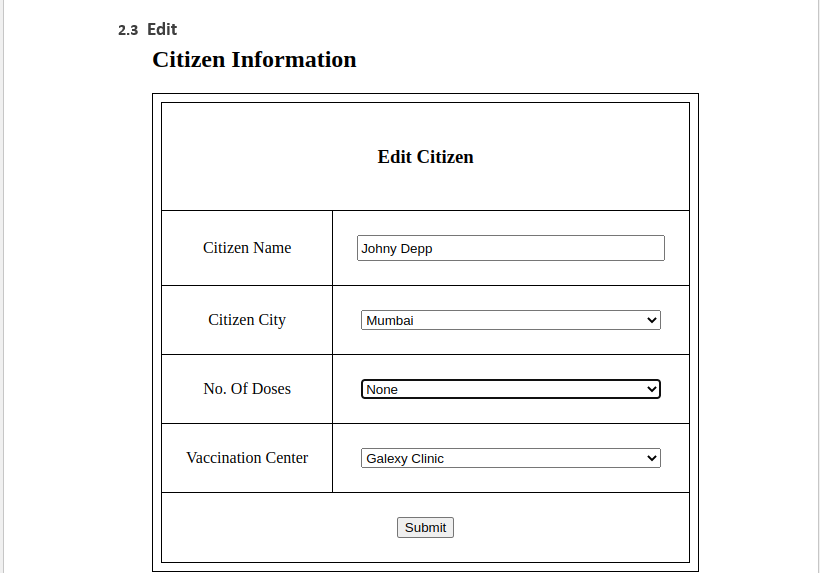 2.3 Edit
Citizen Information
Edit Citizen
Citizen Name Johny Depp
Citizen City Mumbai
No. Of Doses None
Vaccination Center Galexy Clinic
Submit